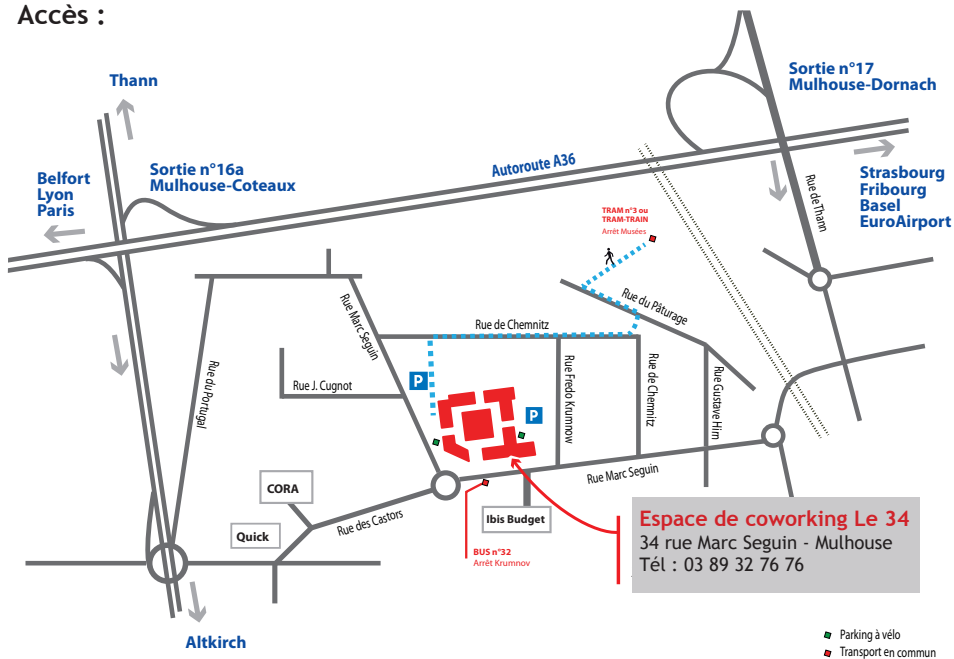 Accès :
Thann
Sortie n°17
Mulhouse-Dornach
Belfort
Lyon
Paris
Sortie n°16a
Mulhouse-Coteaux
Autoroute A36
Strasbourg
Fribourg
Basel
EuroAirport
Rue de Thann
TRAM n°3 ou
TRAM-TRAIN
Arrêt Musées
Rue du Pâturage
Rue Marc Seguin
Rue de Chemnitz
Rue du Portugal
Rue J. Cugnot
P
P
Rue Fredo Krumnow
Rue de Chemnitz
Rue Gustave Hirn
Rue Marc Seguin
CORA
Quick
Rue des Castors
Ibis Budget
BUS n°32
Arrêt Krumnov
Espace de coworking Le 34
34 rue Marc Seguin - Mulhouse
Tél : 03 89 32 76 76
Altkirch
Parking à vélo
Transport en commun